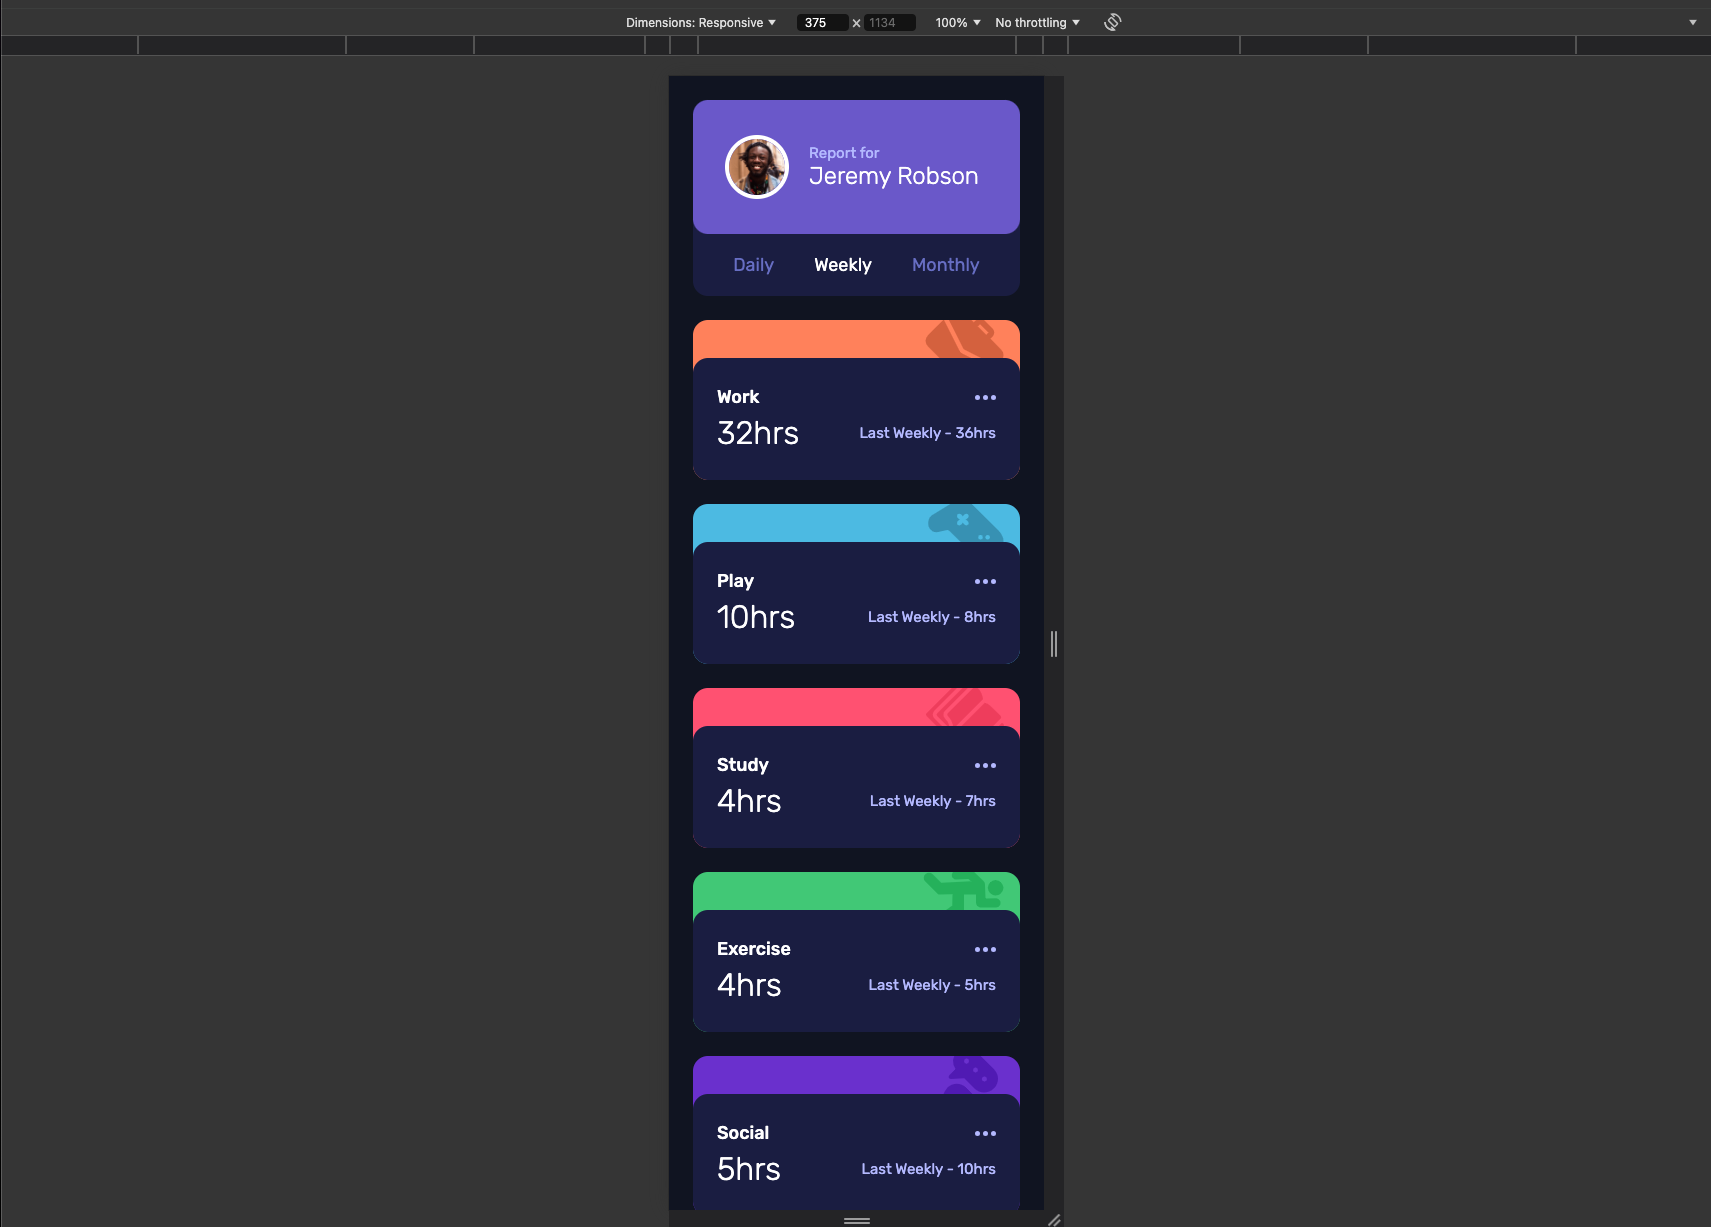 Dimensions: Responsive 375 × 1134 100% No throttling
Report for
Jeremy Robson
Daily Weekly Monthly
Work
32hrs Last Weekly - 36hrs
Play
10hrs Last Weekly - 8hrs
Study
4hrs Last Weekly - 7hrs
Exercise
4hrs Last Weekly - 5hrs
Social
5hrs Last Weekly - 10hrs